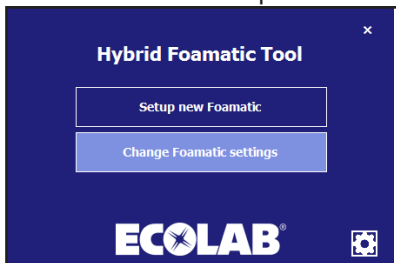 ×
Hybrid Foamatic Tool
Setup new Foamatic
Change Foamatic settings
ECOLAB®